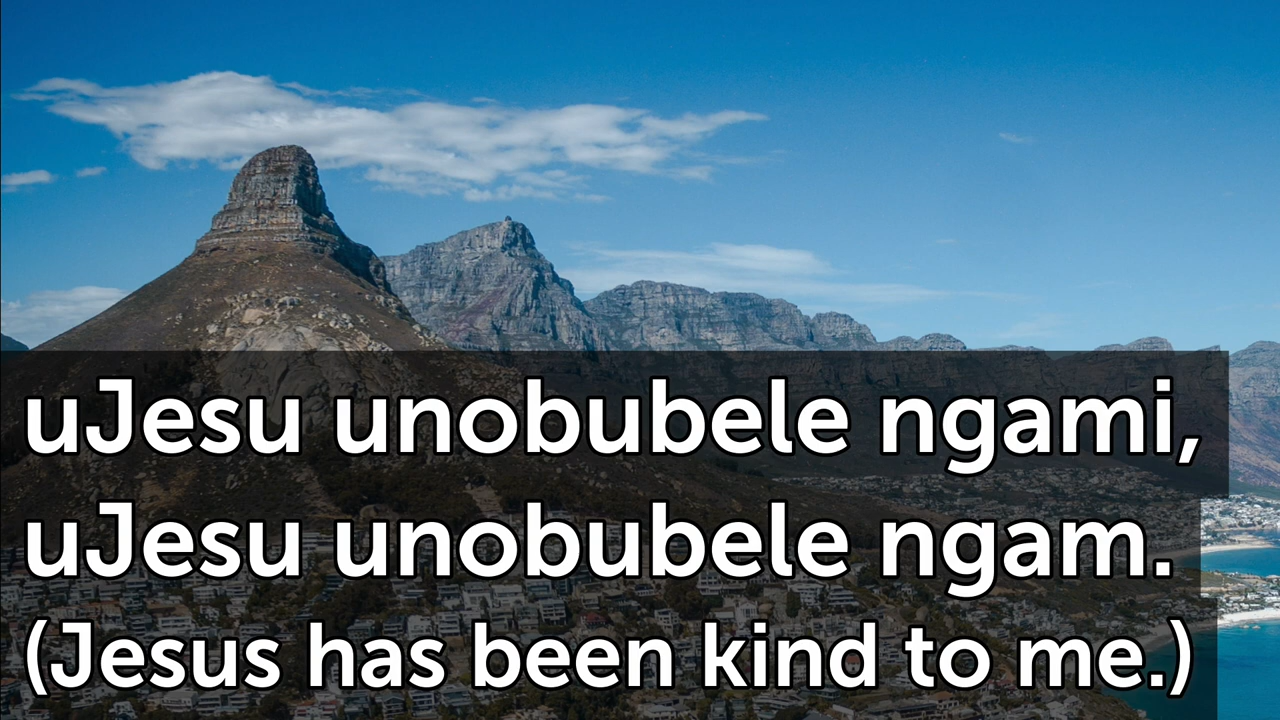 uJesu unobubele ngami,
uJesu unobubele ngam.
(Jesus has been kind to me.)